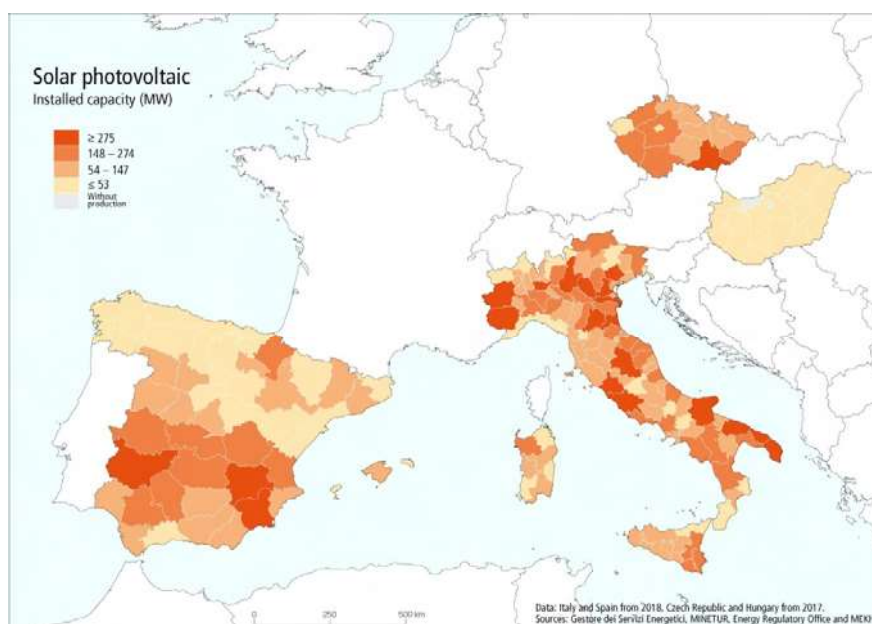 Solar photovoltaic
Installed capacity (MW)
≥ 275
148 – 274
54 – 147
≤ 53
Without
production
0 250 500 km
Data: Italy and Spain from 2018. Czech Republic and Hungary from 2017.
Sources: Gestore dei Servizi Energetici, MINETUR, Energy Regulatory Office and MEKH